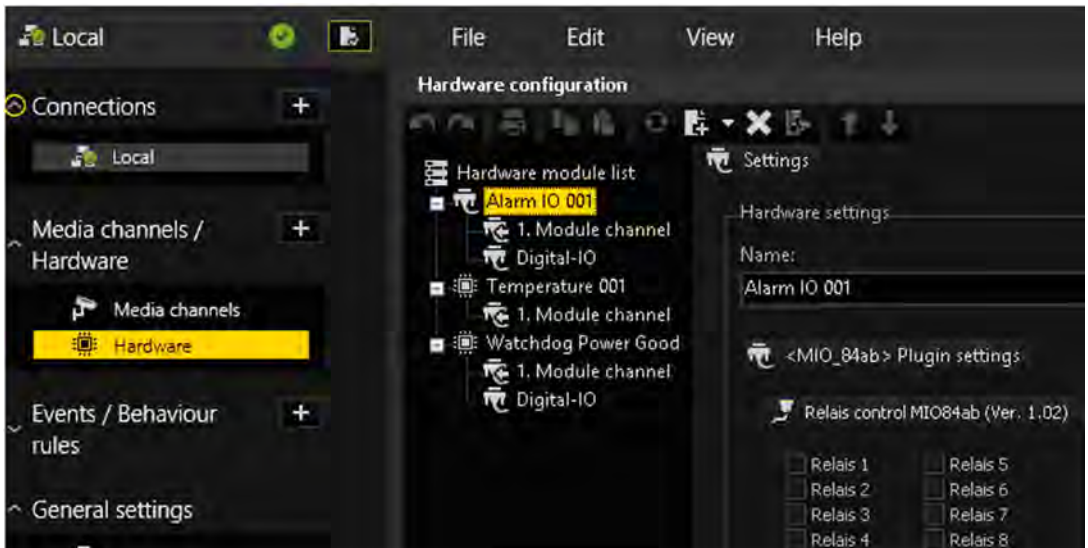 Local
File Edit View Help
Hardware configuration
Connections
Local
Media channels /
Hardware
Media channels
Hardware
Events / Behaviour
rules
General settings
Hardware module list
Alarm IO 001
1. Module channel
Digital-IO
Temperature 001
1. Module channel
Watchdog Power Good
1. Module channel
Digital-IO
Settings
Hardware settings
Name:
Alarm IO 001
<MIO_84ab> Plugin settings
Relais control MIO84ab (Ver. 1.02)
Relais 1 Relais 5
Relais 2 Relais 6
Relais 3 Relais 7
Relais 4 Relais 8